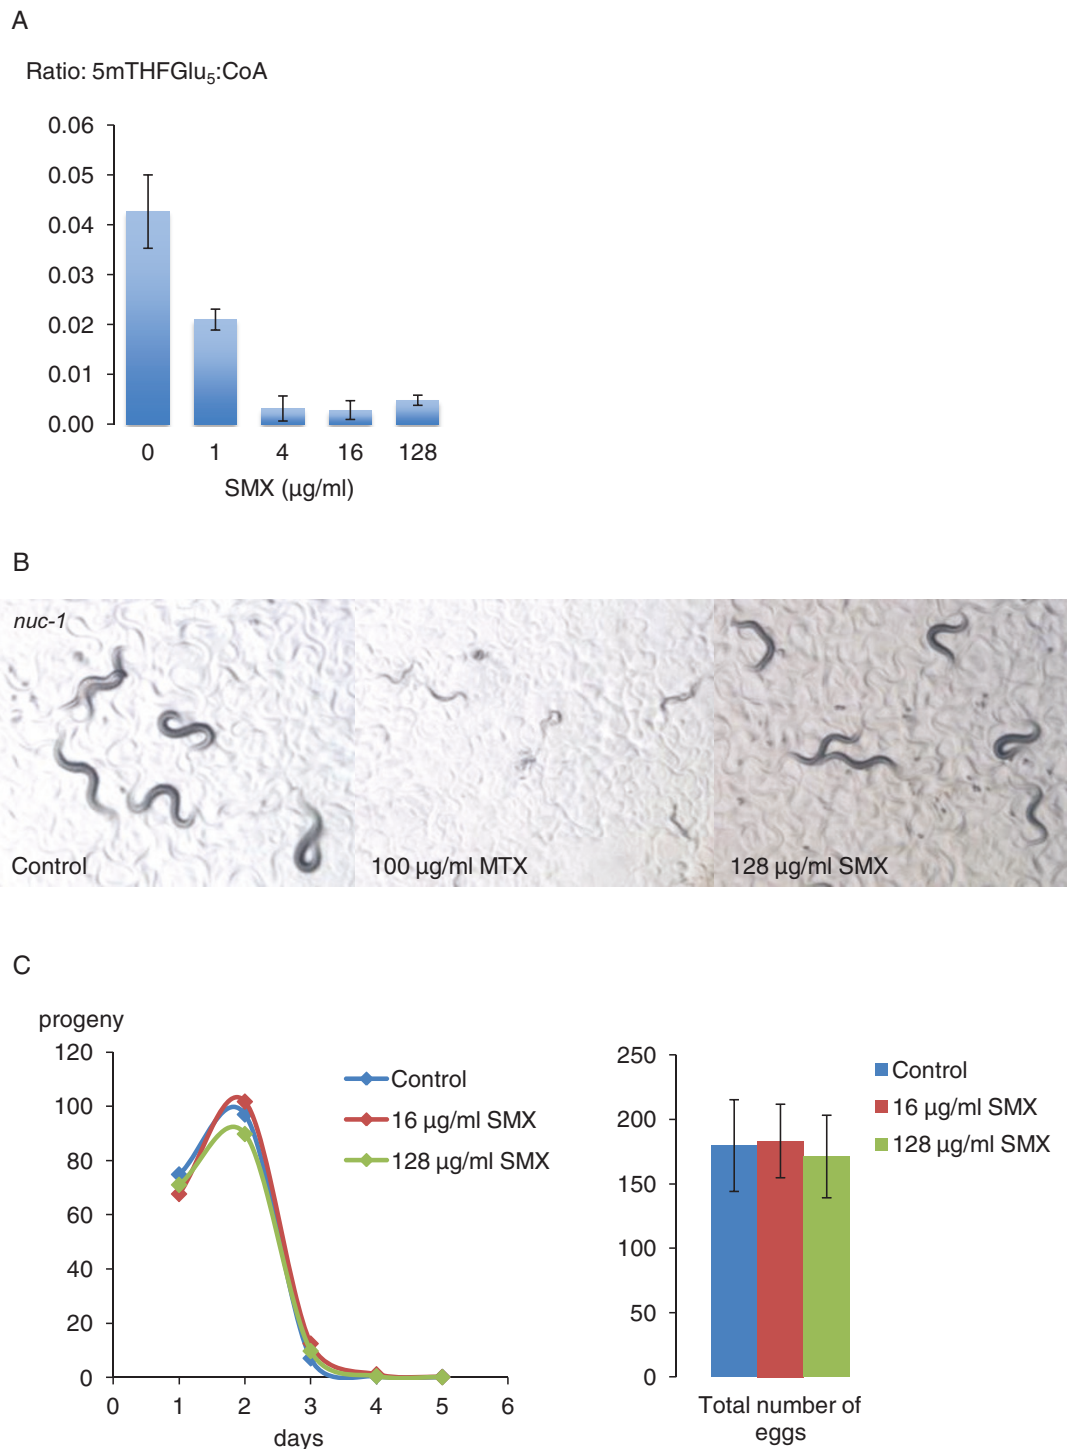 A
Ratio: 5mTHFGlu₅:CoA
0.06
0.05
0.04
0.03
0.02
0.01
0.00
0 1 4 16 128
SMX (µg/ml)
B
nuc-1
Control
100 µg/ml MTX
128 µg/ml SMX
C
progeny
120
100
80
60
40
20
0
0 1 2 3 4 5 6
days
Control
16 µg/ml SMX
128 µg/ml SMX
250
200
150
100
50
0
Total number of
eggs
Control
16 µg/ml SMX
128 µg/ml SMX